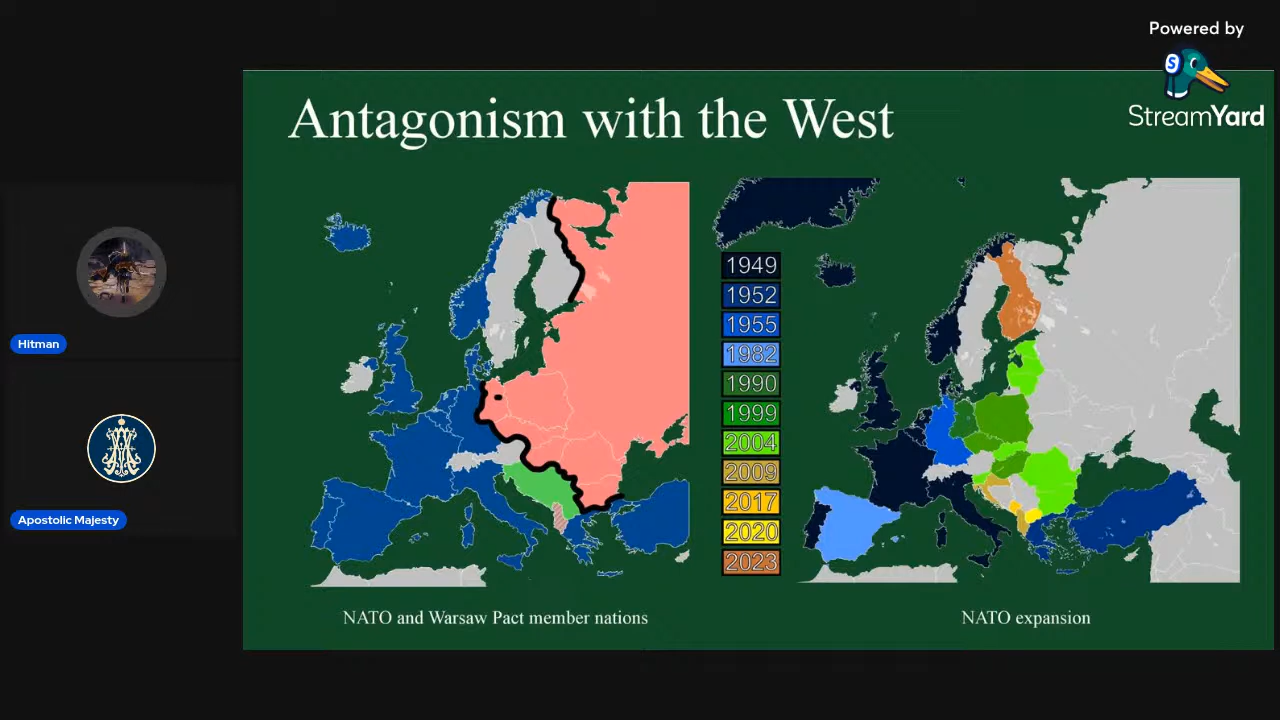 Powered by
S
StreamYard
Antagonism with the West
1949
1952
1955
1982
1990
1999
2004
2009
2017
2020
2023
NATO and Warsaw Pact member nations
NATO expansion
Hitman
Apostolic Majesty